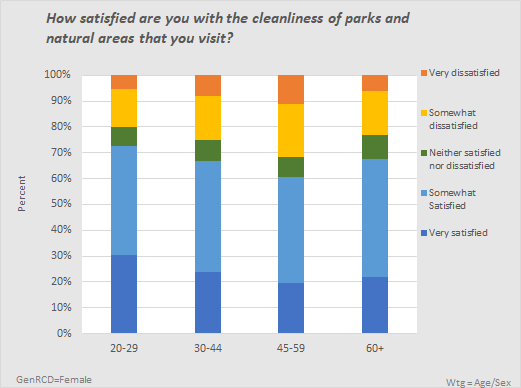 How satisfied are you with the cleanliness of parks and
natural areas that you visit?
100%
90%
80%
70%
60%
50%
40%
30%
20%
10%
0%
Percent
20-29
30-44
45-59
60+
Very dissatisfied
Somewhat
dissatisfied
Neither satisfied
nor dissatisfied
Somewhat
Satisfied
Very satisfied
GenRCD=Female
Wtg = Age/Sex